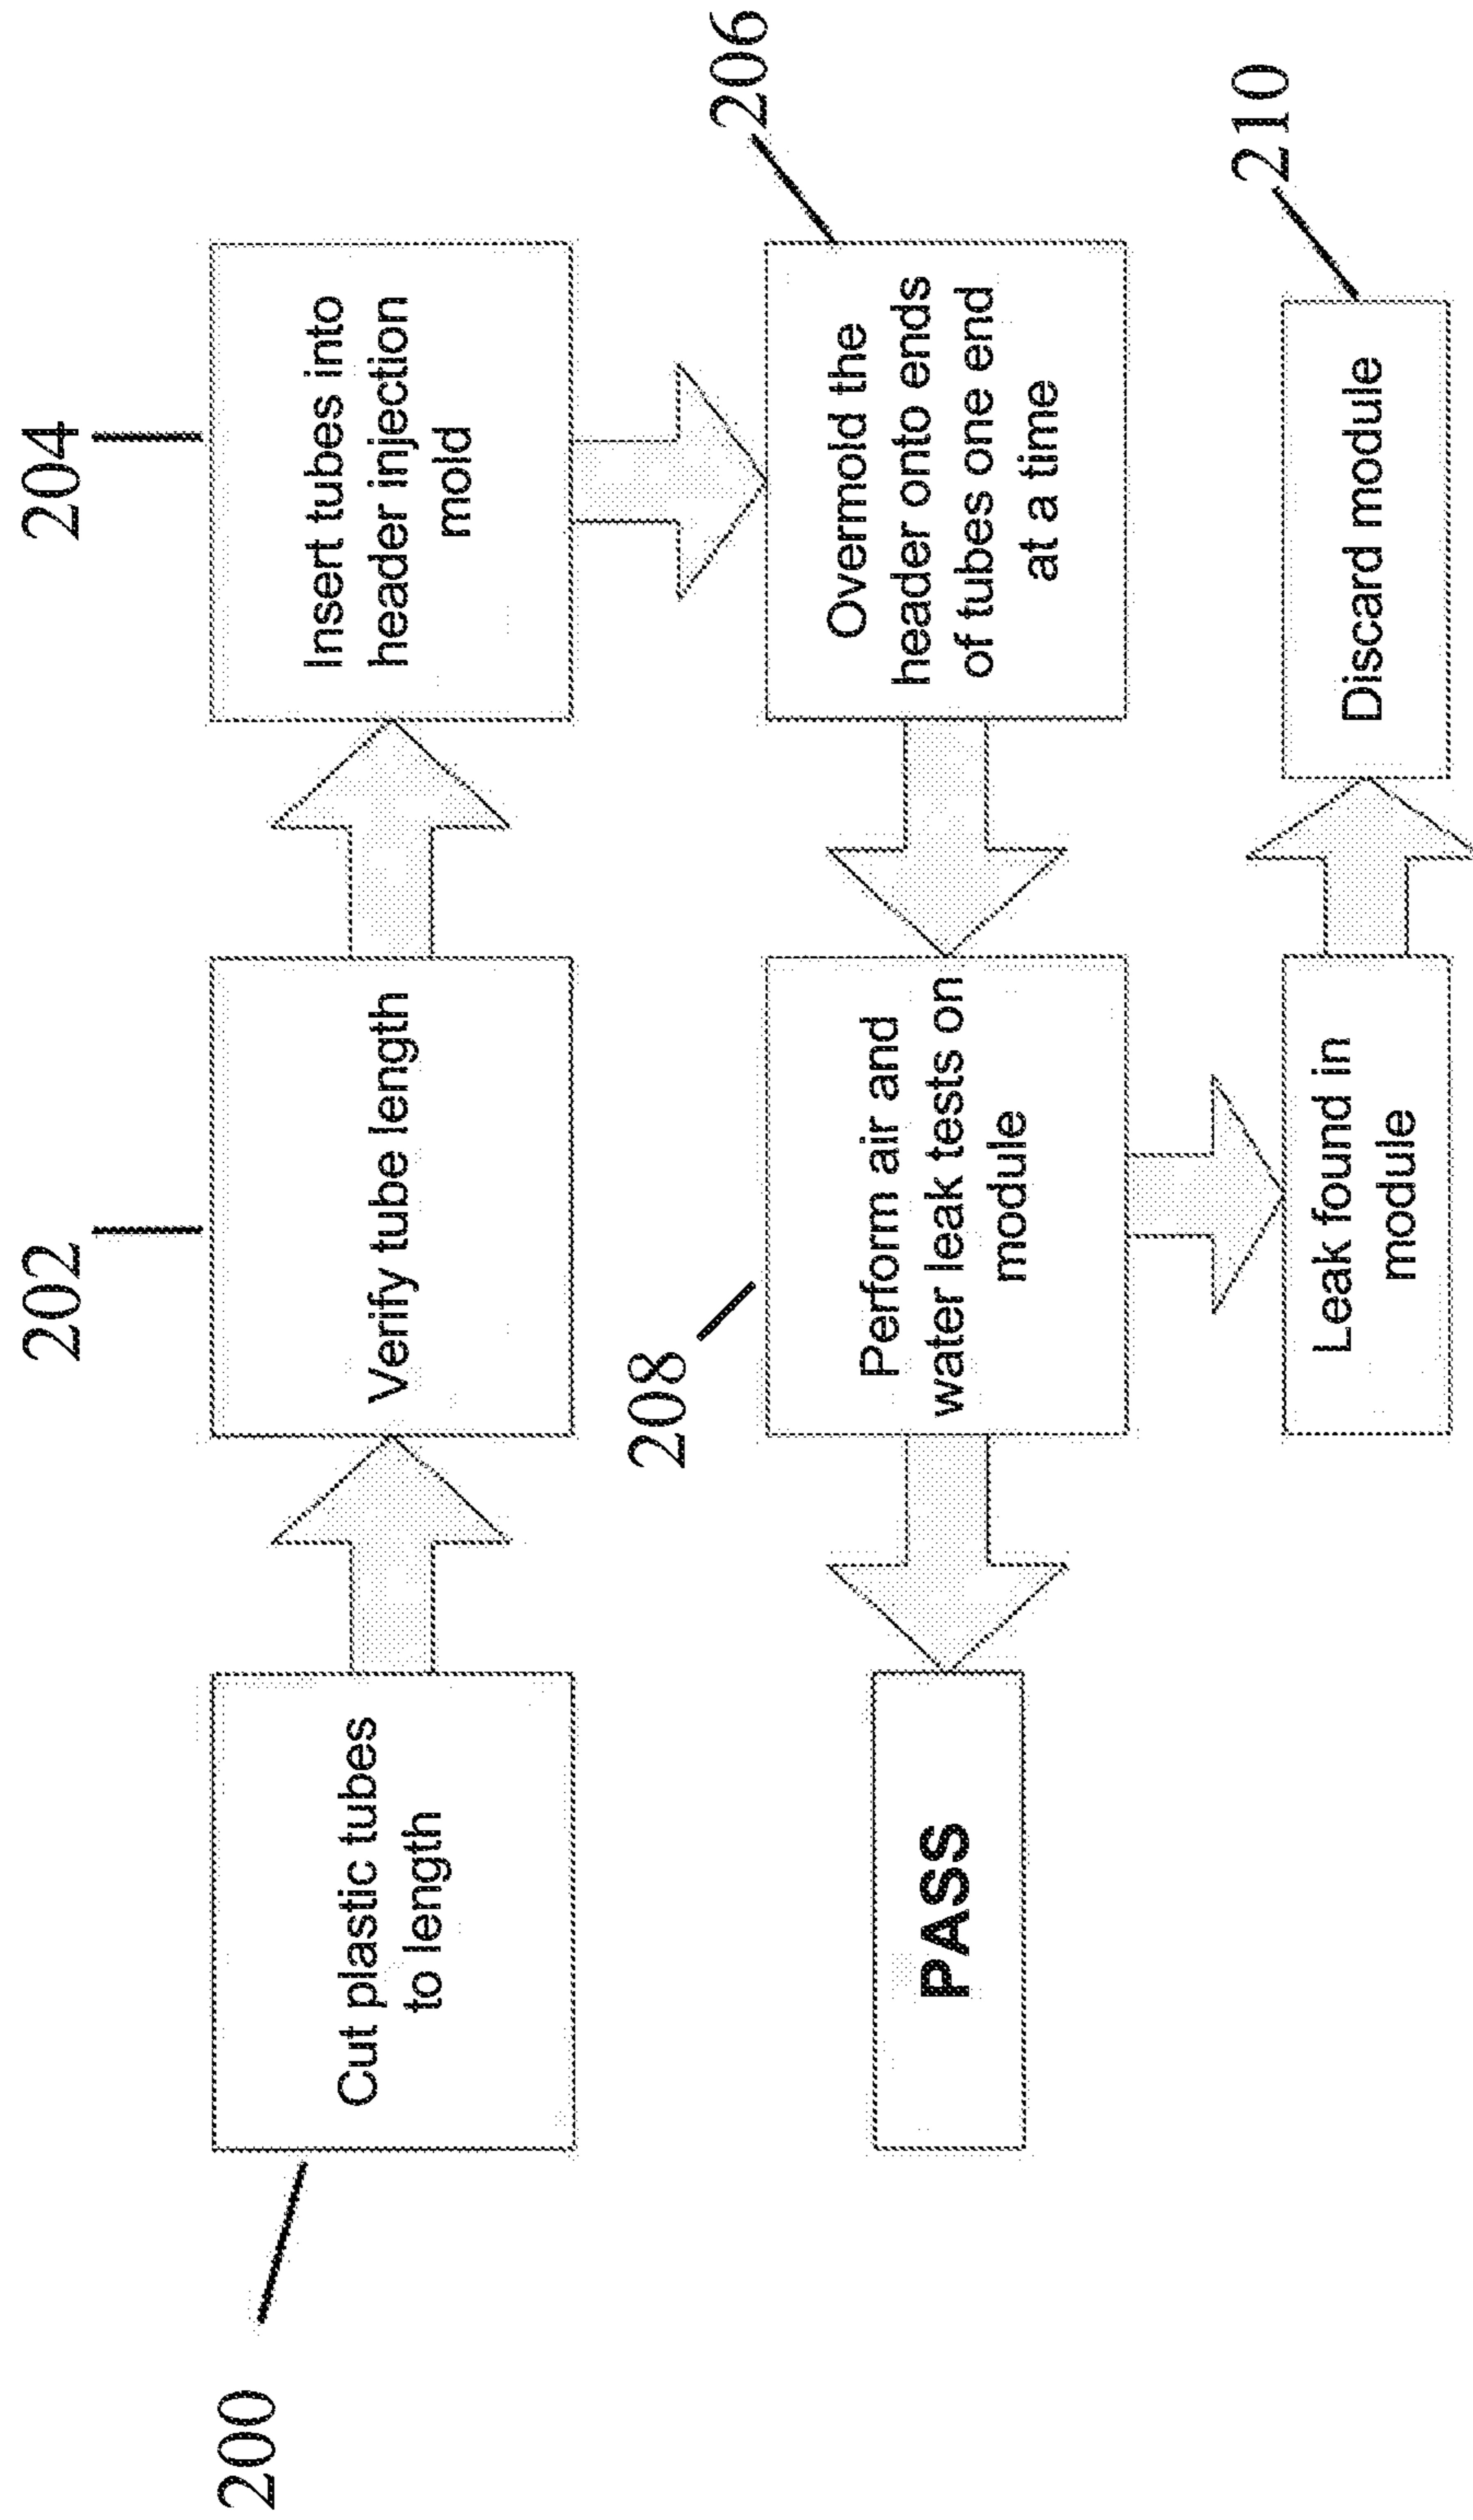 200
Cut plastic tubes
to length
202
Verify tube length
204
Insert tubes into
header injection
mold
206
Overmold the
header onto ends
of tubes one end
at a time
208
Perform air and
water leak tests on
module
PASS
Leak found in
module
210
Discard module